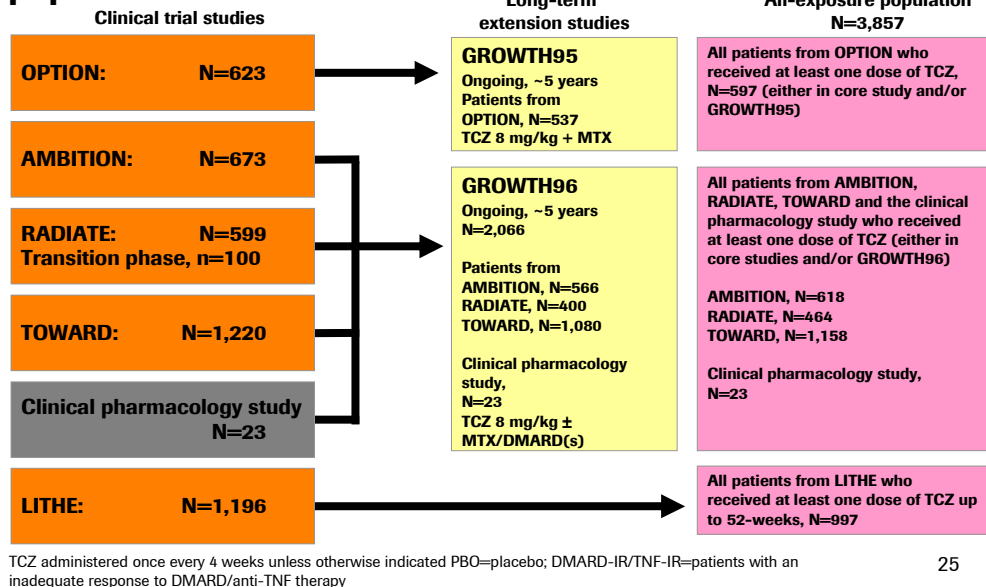 Clinical trial studies
Long-term
extension studies
All-exposure population
N=3,857
OPTION: N=623
AMBITION: N=673
RADIATE: N=599
Transition phase, n=100
TOWARD: N=1,220
Clinical pharmacology study
N=23
LITHE: N=1,196
GROWTH95
Ongoing, ~5 years
Patients from
OPTION, N=537
TCZ 8 mg/kg + MTX
GROWTH96
Ongoing, ~5 years
N=2,066
Patients from
AMBITION, N=566
RADIATE, N=400
TOWARD, N=1,080
Clinical pharmacology
study,
N=23
TCZ 8 mg/kg ±
MTX/DMARD(s)
All patients from OPTION who
received at least one dose of TCZ,
N=597 (either in core study and/or
GROWTH95)
All patients from AMBITION,
RADIATE, TOWARD and the clinical
pharmacology study who received
at least one dose of TCZ (either in
core studies and/or GROWTH96)
AMBITION, N=618
RADIATE, N=464
TOWARD, N=1,158
Clinical pharmacology study,
N=23
All patients from LITHE who
received at least one dose of TCZ up
to 52-weeks, N=997
TCZ administered once every 4 weeks unless otherwise indicated PBO=placebo; DMARD-IR/TNF-IR=patients with an
inadequate response to DMARD/anti-TNF therapy
25